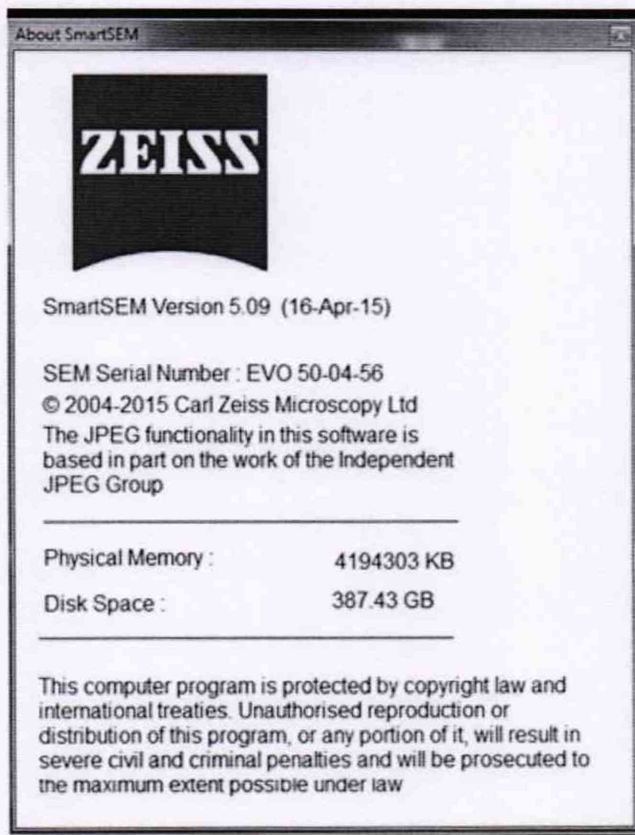 About SmartSEM
ZEISS
SmartSEM Version 5.09 (16-Apr-15)
SEM Serial Number : EVO 50-04-56
© 2004-2015 Carl Zeiss Microscopy Ltd
The JPEG functionality in this software is
based in part on the work of the Independent
JPEG Group
Physical Memory : 4194303 KB
Disk Space : 387.43 GB
This computer program is protected by copyright law and
international treaties. Unauthorised reproduction or
distribution of this program, or any portion of it, will result in
severe civil and criminal penalties and will be prosecuted to
the maximum extent possible under law